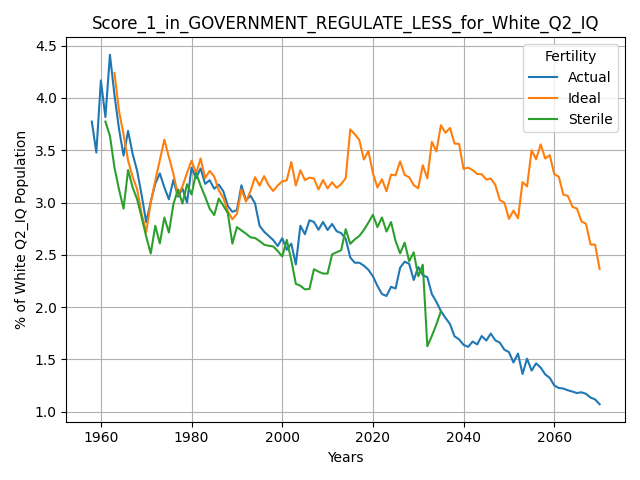 Score_1_in_GOVERNMENT_REGULATE_LESS_for_White_Q2_IQ
Fertility
Actual
Ideal
Sterile
% of White Q2_IQ Population
4.5
4.0
3.5
3.0
2.5
2.0
1.5
1.0
1960
1980
2000
2020
2040
2060
Years